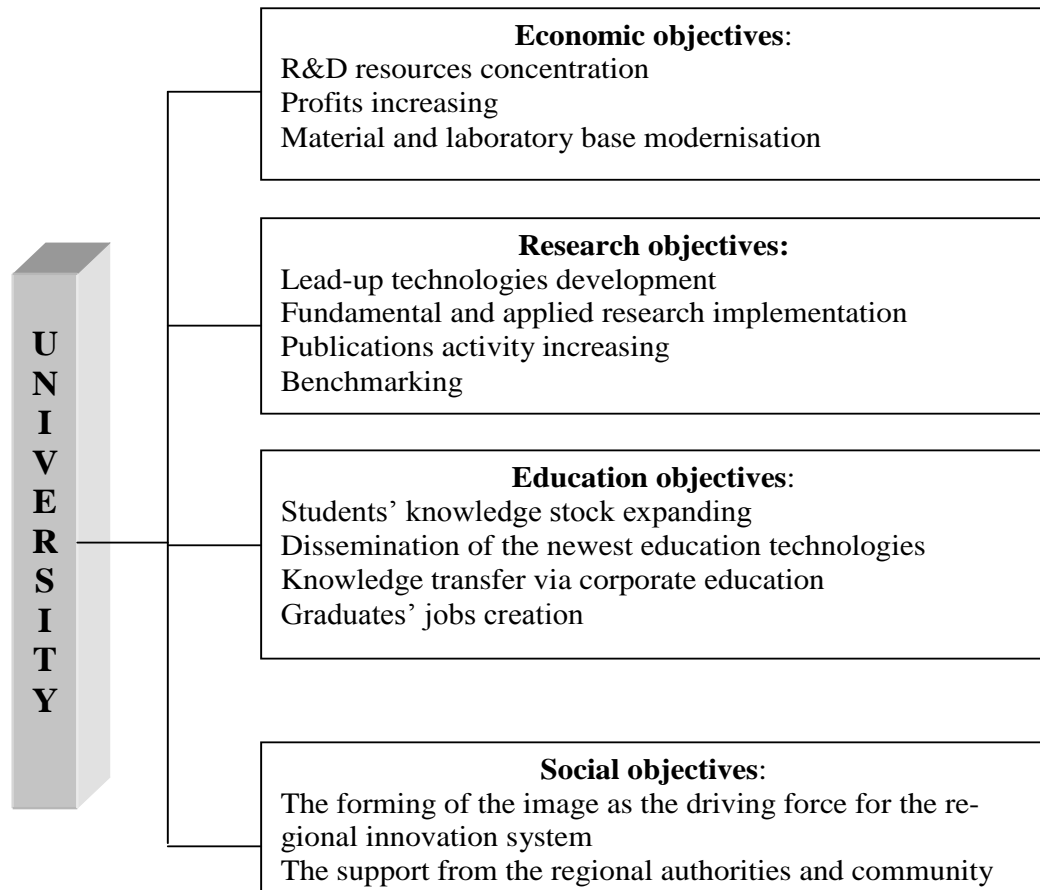 UNIVERSITY
Economic objectives:
R&D resources concentration
Profits increasing
Material and laboratory base modernisation
Research objectives:
Lead-up technologies development
Fundamental and applied research implementation
Publications activity increasing
Benchmarking
Education objectives:
Students’ knowledge stock expanding
Dissemination of the newest education technologies
Knowledge transfer via corporate education
Graduates’ jobs creation
Social objectives:
The forming of the image as the driving force for the re-
gional innovation system
The support from the regional authorities and community